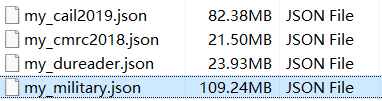 my_cail2019.json 82.38MB JSON File
my_cmrc2018.json 21.50MB JSON File
my_dureader.json 23.93MB JSON File
my_military.json 109.24MB JSON File